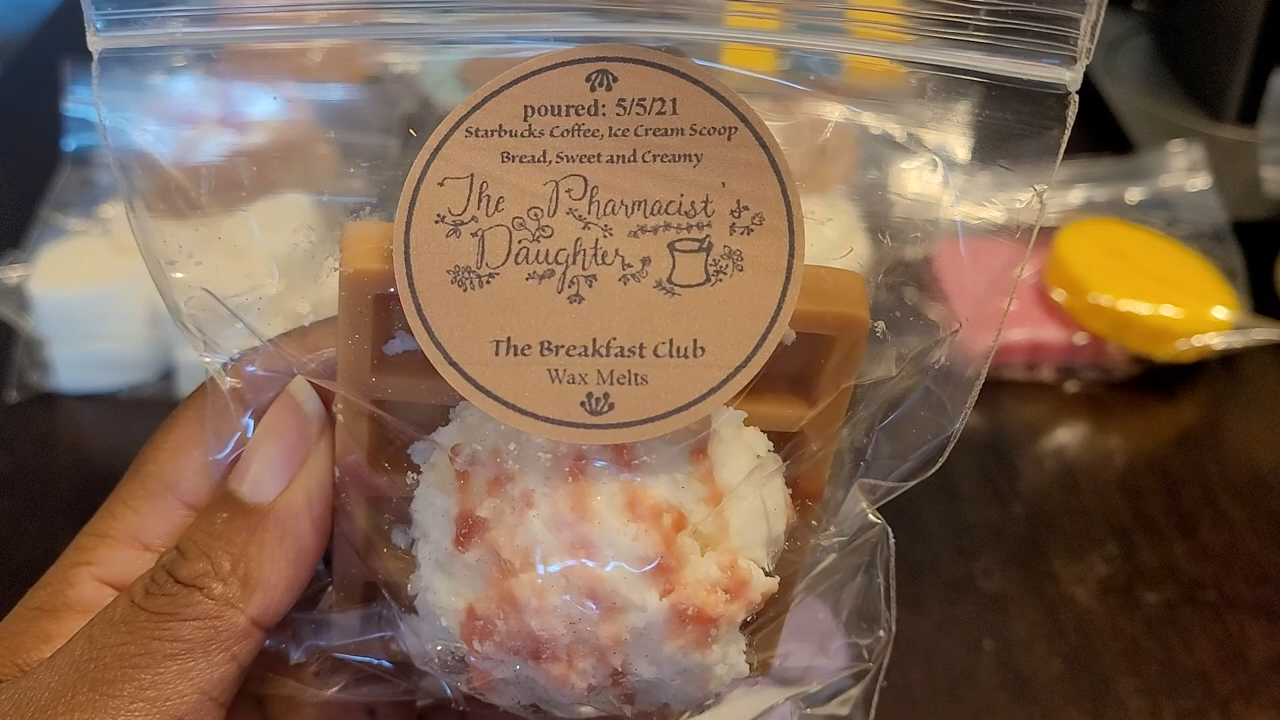 poured: 5/5/21
Starbucks Coffee, Ice Cream Scoop
Bread, Sweet and Creamy
The Pharmacist's
Daughter
The Breakfast Club
Wax Melts